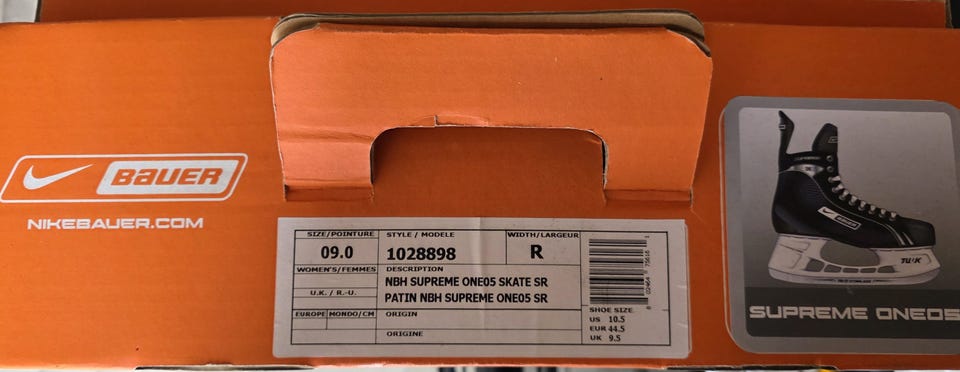 BAUER
NIKEBAUER.COM
SIZE/POINTURE
09.0
STYLE / MODELE
1028898
WIDTH/LARGEUR
R
WOMEN'S/FEMMES
DESCRIPTION
NBH SUPREME ONE05 SKATE SR
PATIN NBH SUPREME ONE05 SR
U.K. / R.-U.
EUROPE
MONDO/CM
ORIGIN
ORIGINE
SHOE SIZE
US 10.5
EUR 44.5
UK 9.5
BAUER
TUUK
SUPREME ONE05